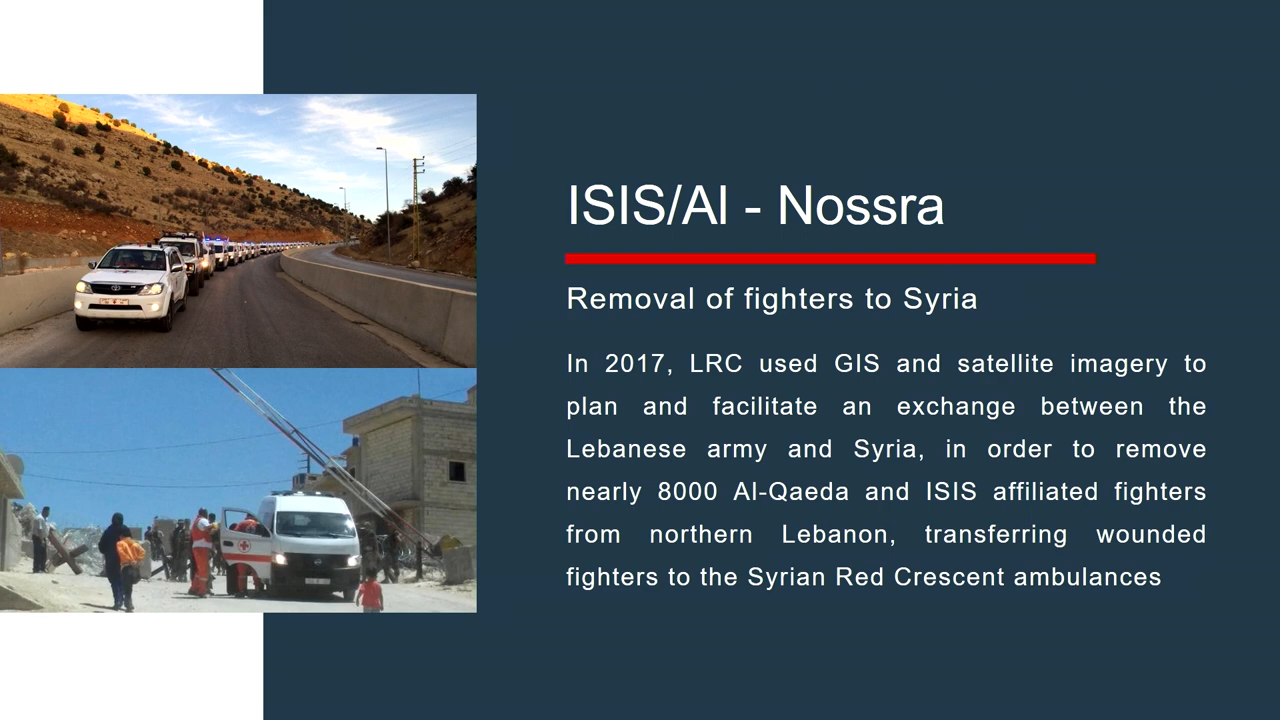 ISIS/Al - Nossra
Removal of fighters to Syria
In 2017, LRC used GIS and satellite imagery to
plan and facilitate an exchange between the
Lebanese army and Syria, in order to remove
nearly 8000 Al-Qaeda and ISIS affiliated fighters
from northern Lebanon, transferring wounded
fighters to the Syrian Red Crescent ambulances